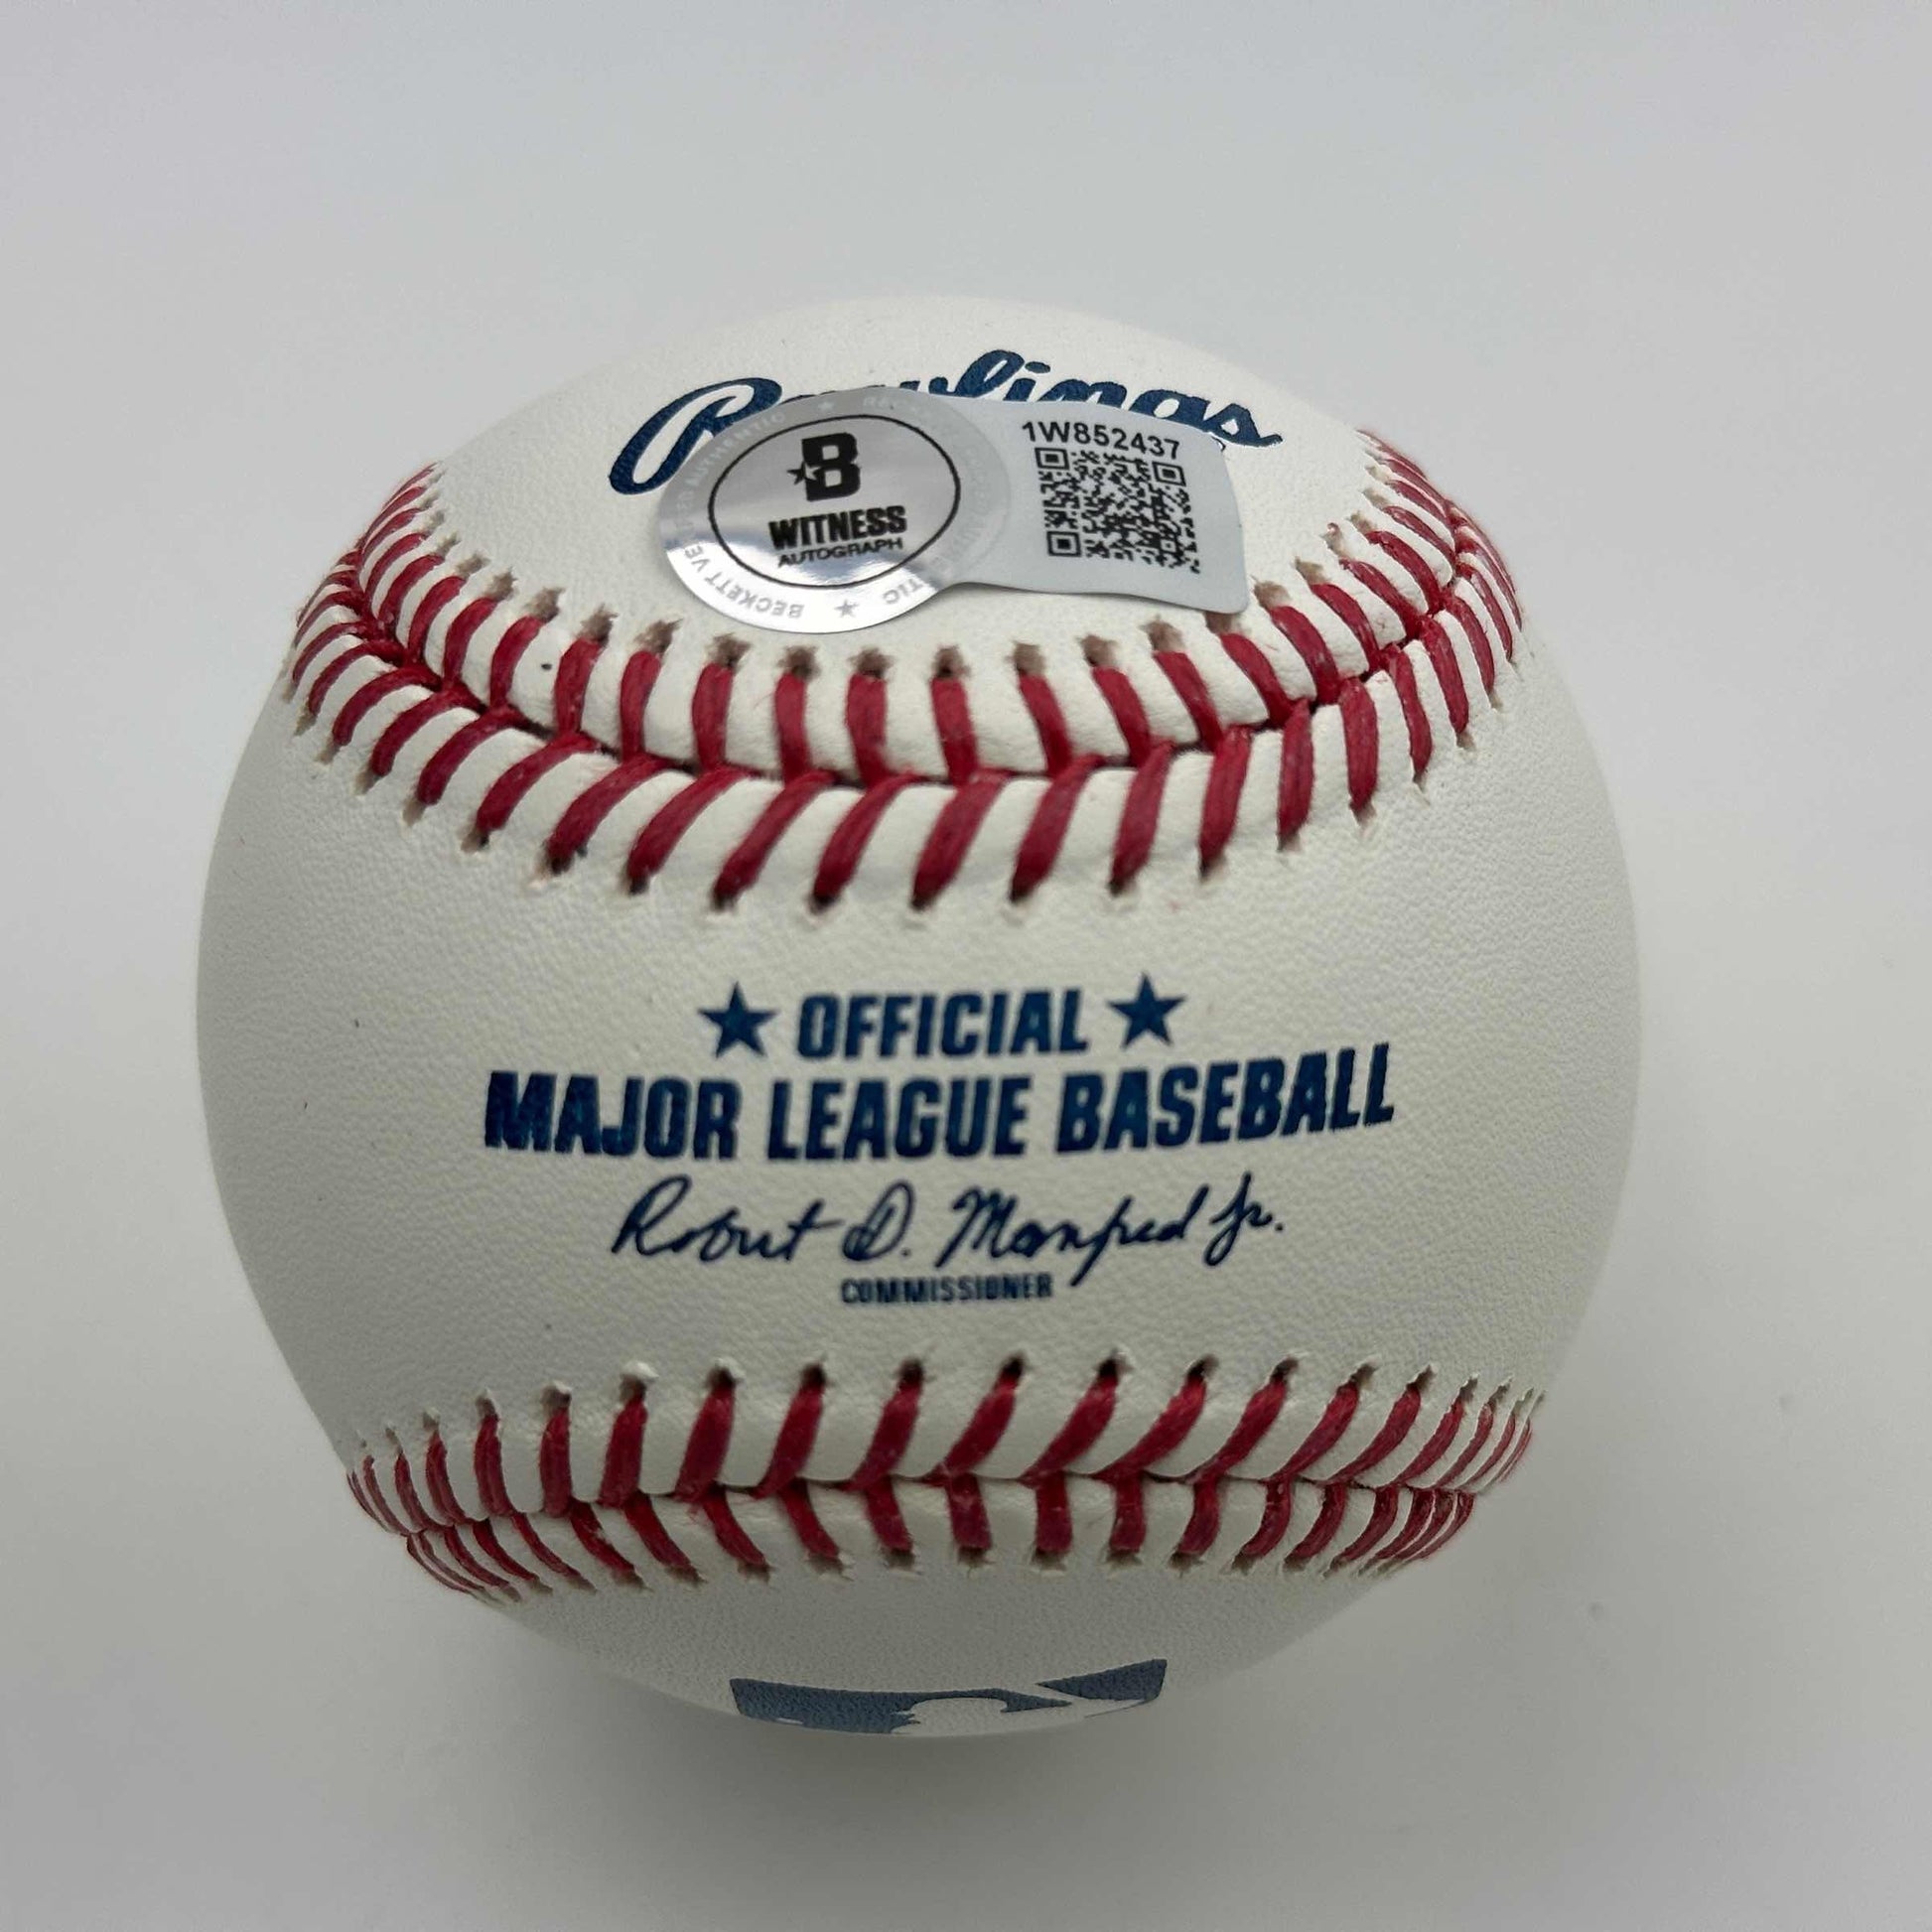 Rawlings
1W852437
B
WITNESS
AUTOGRAPH
BECKETT
★ OFFICIAL ★
MAJOR LEAGUE BASEBALL
Robert D. Manfred Jr.
COMMISSIONER